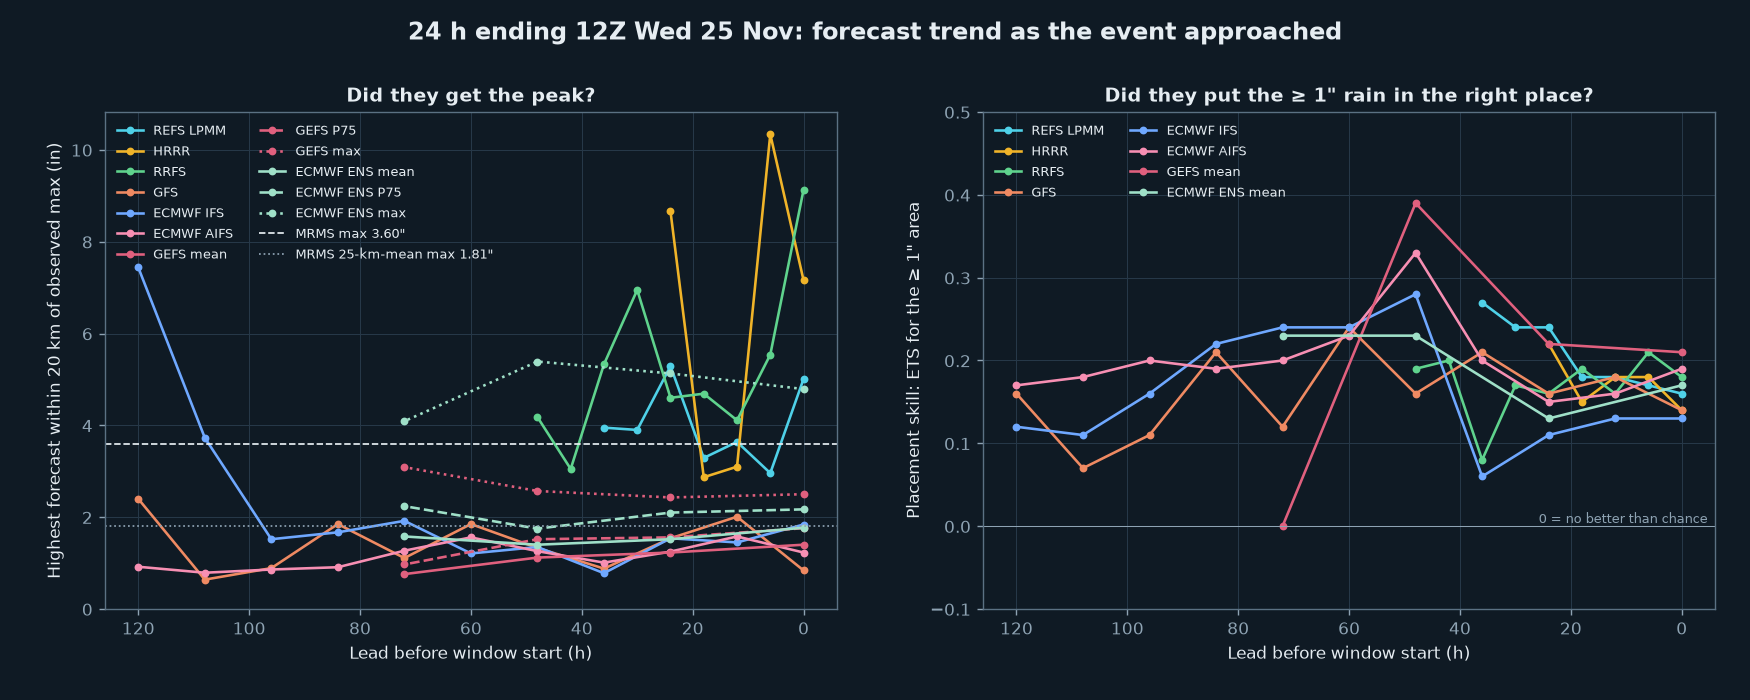 24 h ending 12Z Wed 25 Nov: forecast trend as the event approached
Did they get the peak?
Highest forecast within 20 km of observed max (in)
10
8
6
4
2
0
REFS LPMM
HRRR
RRFS
GFS
ECMWF IFS
ECMWF AIFS
GEFS mean
GEFS P75
GEFS max
ECMWF ENS mean
ECMWF ENS P75
ECMWF ENS max
MRMS max 3.60"
MRMS 25-km-mean max 1.81"
120 100 80 60 40 20 0
Lead before window start (h)
Did they put the ≥ 1" rain in the right place?
Placement skill: ETS for the ≥ 1" area
0.5
0.4
0.3
0.2
0.1
0.0
−0.1
REFS LPMM
HRRR
RRFS
GFS
ECMWF IFS
ECMWF AIFS
GEFS mean
ECMWF ENS mean
0 = no better than chance
120 100 80 60 40 20 0
Lead before window start (h)